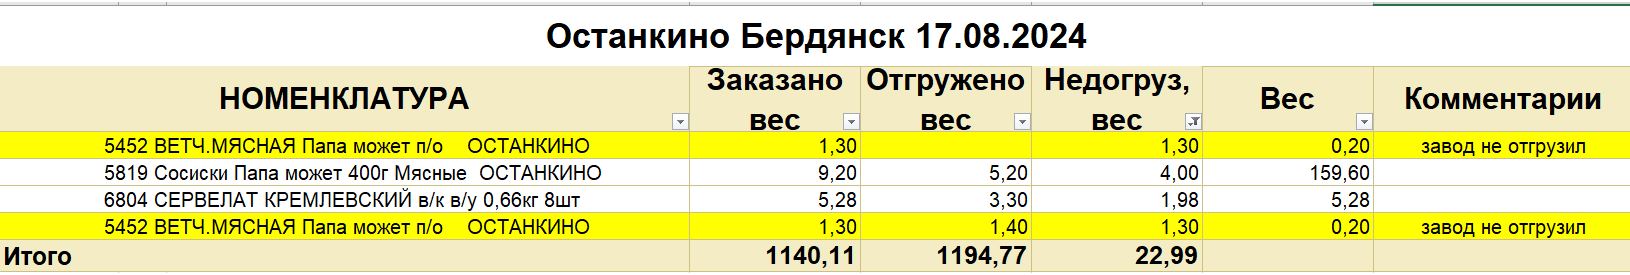 Останкино Бердянск 17.08.2024
НОМЕНКЛАТУРА Заказано вес Отгружено вес Недогруз, вес Вес Комментарии
5452 ВЕТЧ.МЯСНАЯ Папа может п/о ОСТАНКИНО 1,30 1,30 0,20 завод не отгрузил
5819 Сосиски Папа может 400г Мясные ОСТАНКИНО 9,20 5,20 4,00 159,60
6804 СЕРВЕЛАТ КРЕМЛЕВСКИЙ в/к в/у 0,66кг 8шт 5,28 3,30 1,98 5,28
5452 ВЕТЧ.МЯСНАЯ Папа может п/о ОСТАНКИНО 1,30 1,40 1,30 0,20 завод не отгрузил
Итого 1140,11 1194,77 22,99